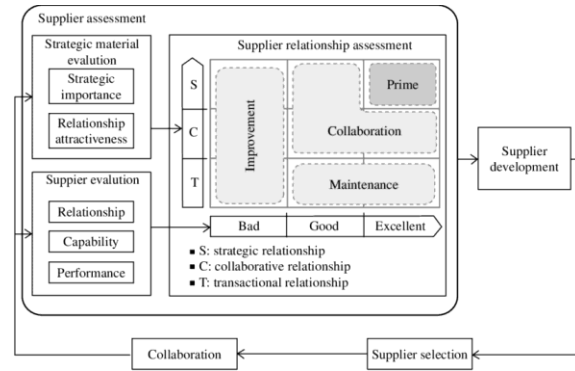 Supplier assessment
Strategic material
evalution
Strategic
importance
Relationship
attractiveness
Suppier evalution
Relationship
Capability
Performance
Supplier relationship assessment
S
C
T
Improvement
Prime
Collaboration
Maintenance
Bad
Good
Excellent
■ S: strategic relationship
■ C: collaborative relationship
■ T: transactional relationship
Supplier
development
Collaboration
Supplier selection